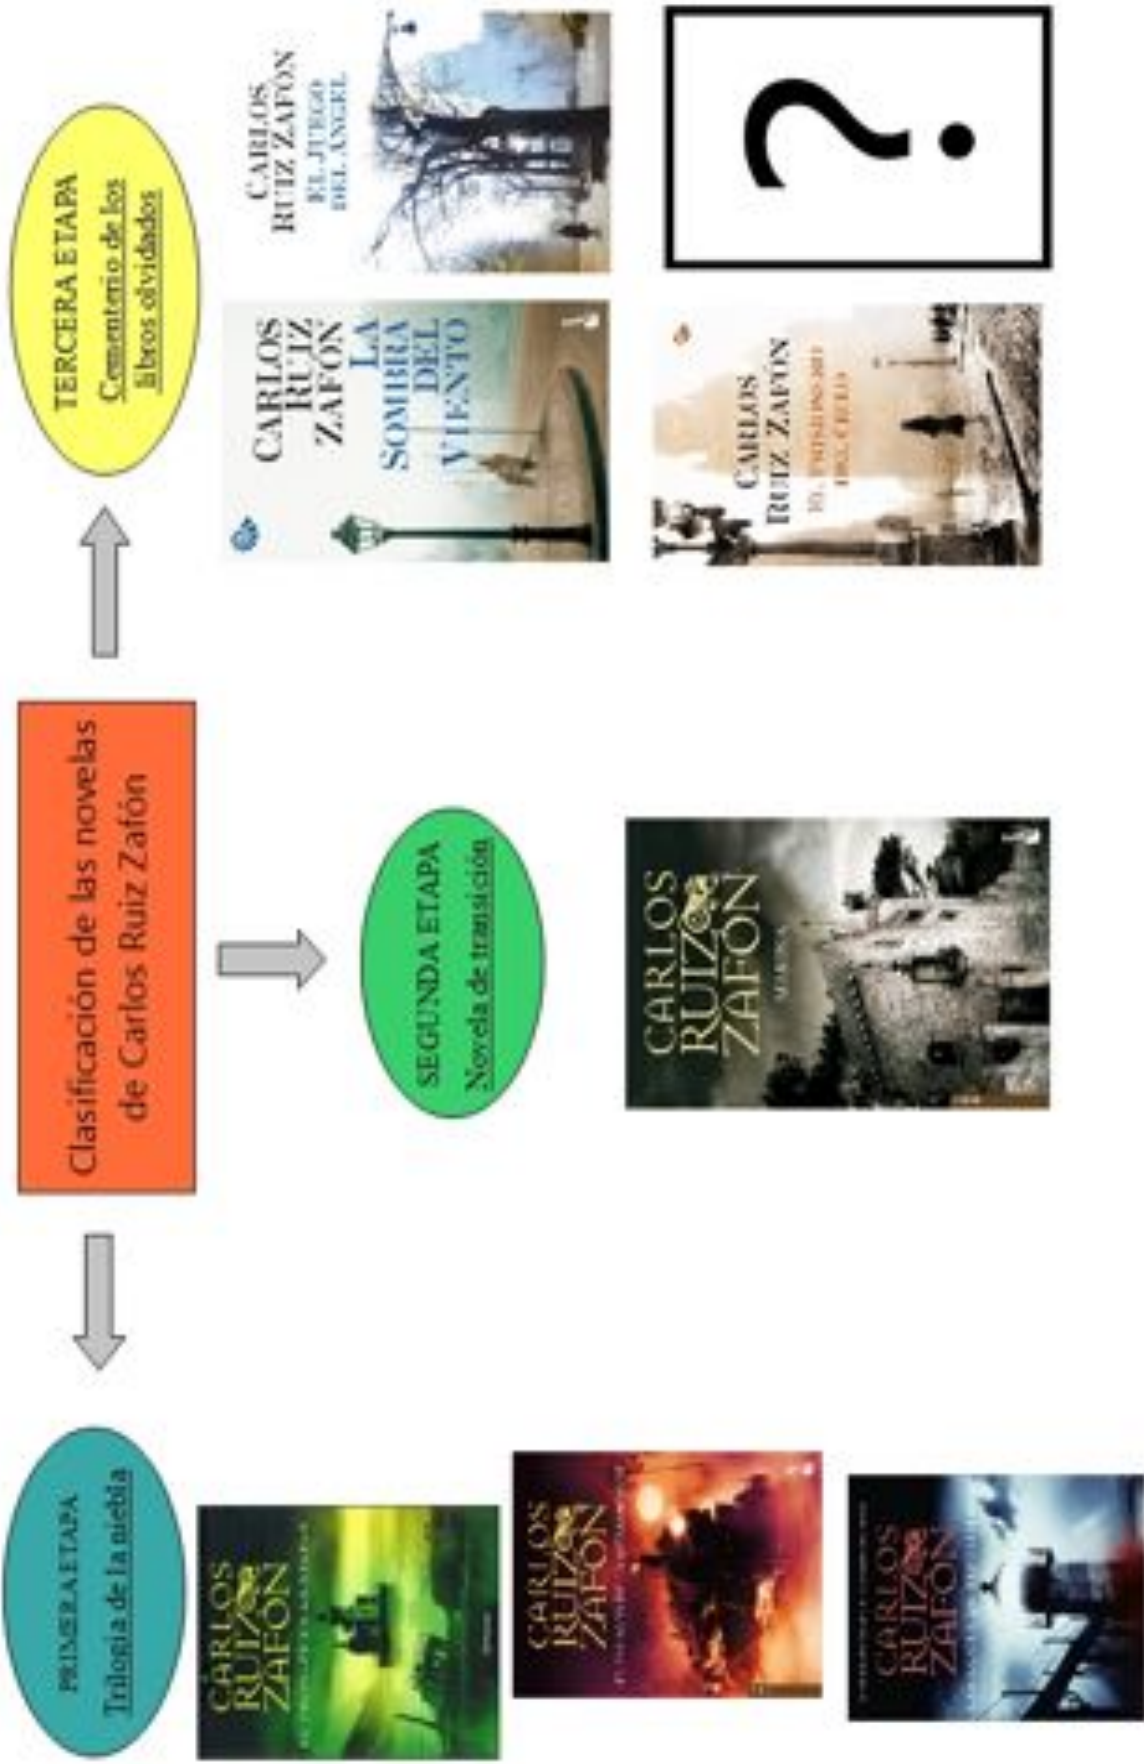 Clasificación de las novelas
de Carlos Ruiz Zafón
PRIMERA ETAPA
Trilogía de la niebla
CARLOS
RUIZ
ZAFÓN
CARLOS
RUIZ
ZAFÓN
CARLOS
RUIZ
ZAFÓN
SEGUNDA ETAPA
Novela de transición
CARLOS
RUIZ
ZAFÓN
MARINA
TERCERA ETAPA
Cementerio de los
libros olvidados
CARLOS
RUIZ
ZAFÓN
LA
SOMBRA
DEL
VIENTO
CARLOS
RUIZ ZAFÓN
EL JUEGO
DEL ÁNGEL
CARLOS
RUIZ ZAFÓN
EL PRISIONERO
DEL CIELO
?